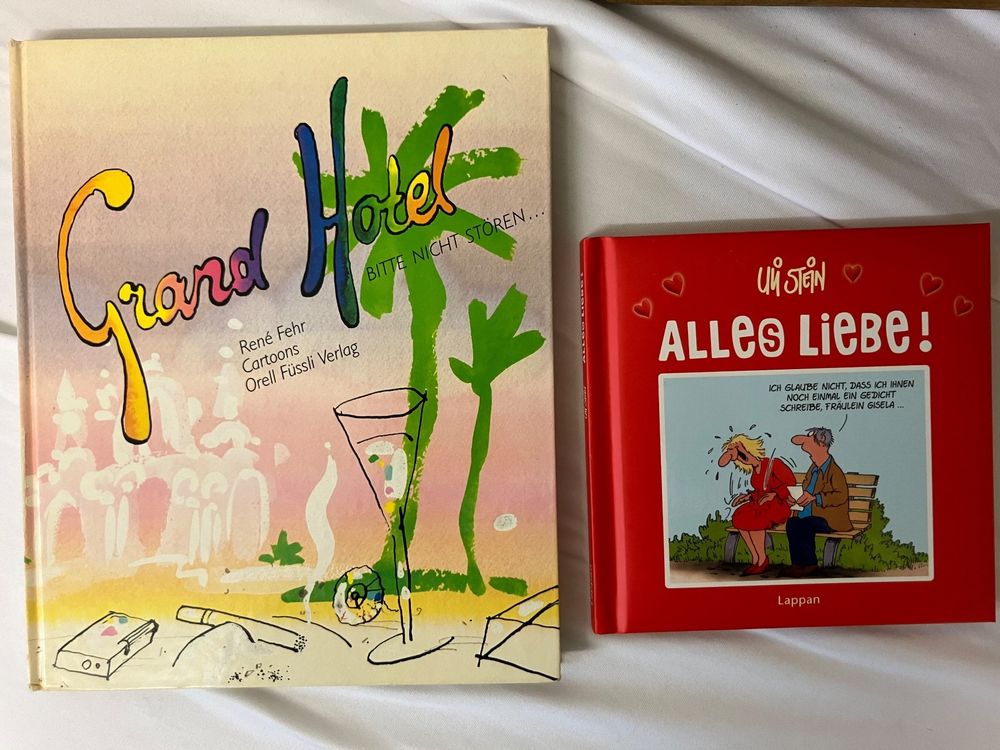 Grand Hotel
BITTE NICHT STÖREN...
René Fehr
Cartoons
Orell Füssli Verlag
Uli Stein
ALLES LiEBE!
ICH GLAUBE NICHT, DASS ICH IHNEN
NOCH EINMAL EIN GEDICHT
SCHREIBE, FRÄULEIN GISELA ...
Lappan